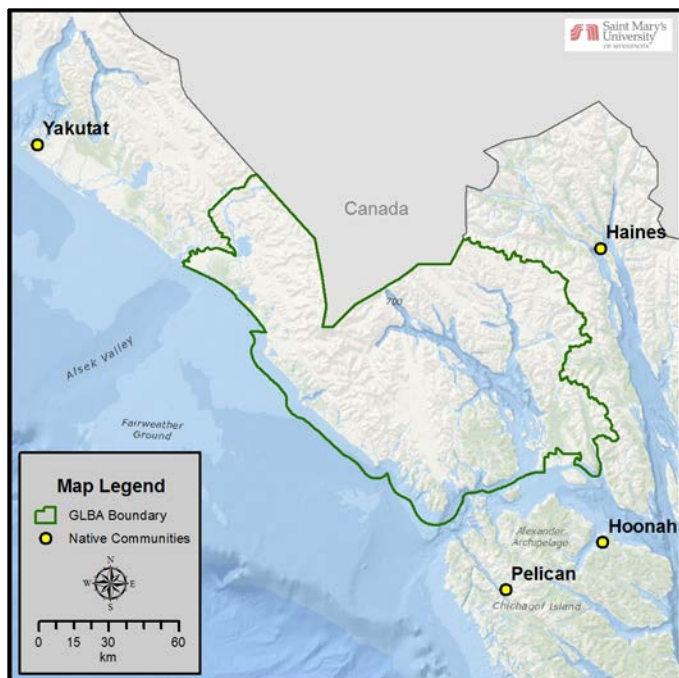 Saint Mary's
University
OF MINNESOTA
Yakutat
Canada
Haines
700
Alsek Valley
Fairweather
Ground
Map Legend
GLBA Boundary
Native Communities
N
W E
S
0 30 60
km
Alexander
Archipelago
Hoonah
Pelican
Chichagof Island